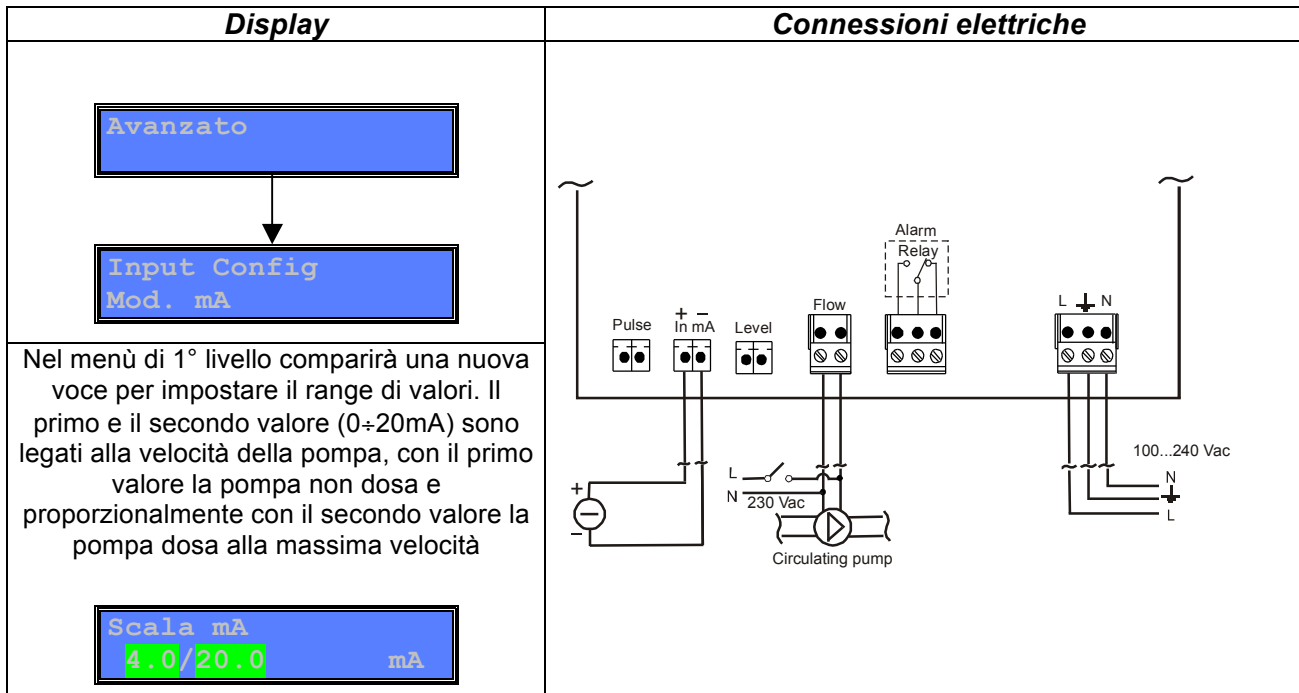 Display
Connessioni elettriche
Avanzato
Input Config
Mod. mA
Nel menù di 1° livello comparirà una nuova
voce per impostare il range di valori. Il
primo e il secondo valore (0÷20mA) sono
legati alla velocità della pompa, con il primo
valore la pompa non dosa e
proporzionalmente con il secondo valore la
pompa dosa alla massima velocità
Scala mA
4.0/20.0 mA
Alarm
Relay
Pulse
+ −
In mA
Level
Flow
L N
+
−
L
N 230 Vac
Circulating pump
100...240 Vac
N
L